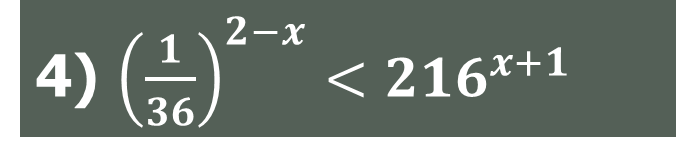 4) (1/36)^{2−x} < 216^{x+1}